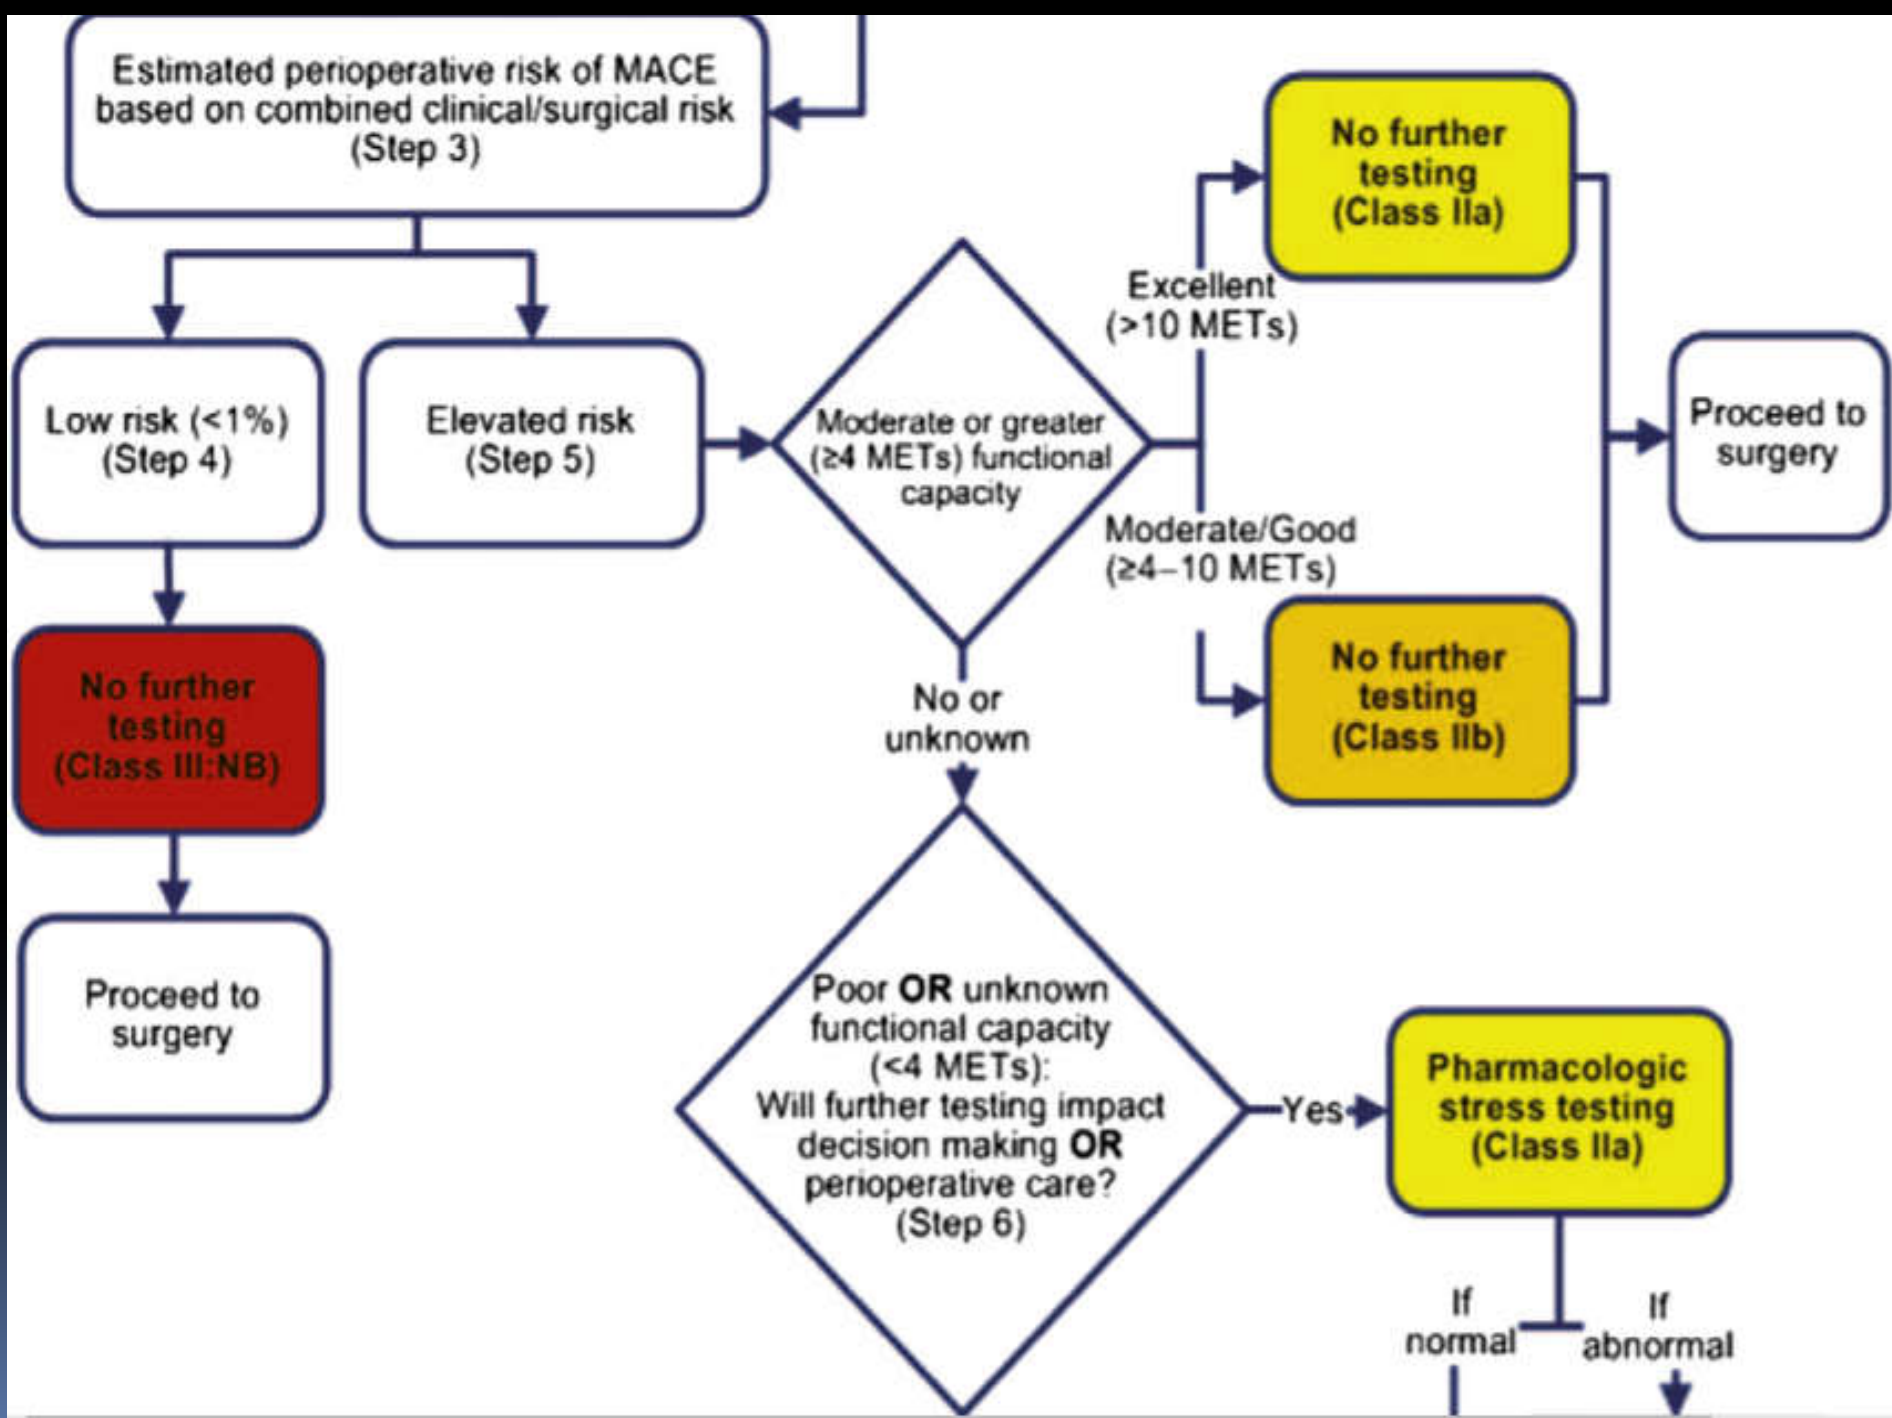 Estimated perioperative risk of MACE
based on combined clinical/surgical risk
(Step 3)
No further
testing
(Class IIa)
Excellent
(>10 METs)
Low risk (<1%)
(Step 4)
Elevated risk
(Step 5)
Moderate or greater
(≥4 METs) functional
capacity
Proceed to
surgery
Moderate/Good
(≥4–10 METs)
No further
testing
(Class III:NB)
No or
unknown
No further
testing
(Class IIb)
Proceed to
surgery
Poor OR unknown
functional capacity
(<4 METs):
Will further testing impact
decision making OR
perioperative care?
(Step 6)
Yes
Pharmacologic
stress testing
(Class IIa)
If
normal
If
abnormal